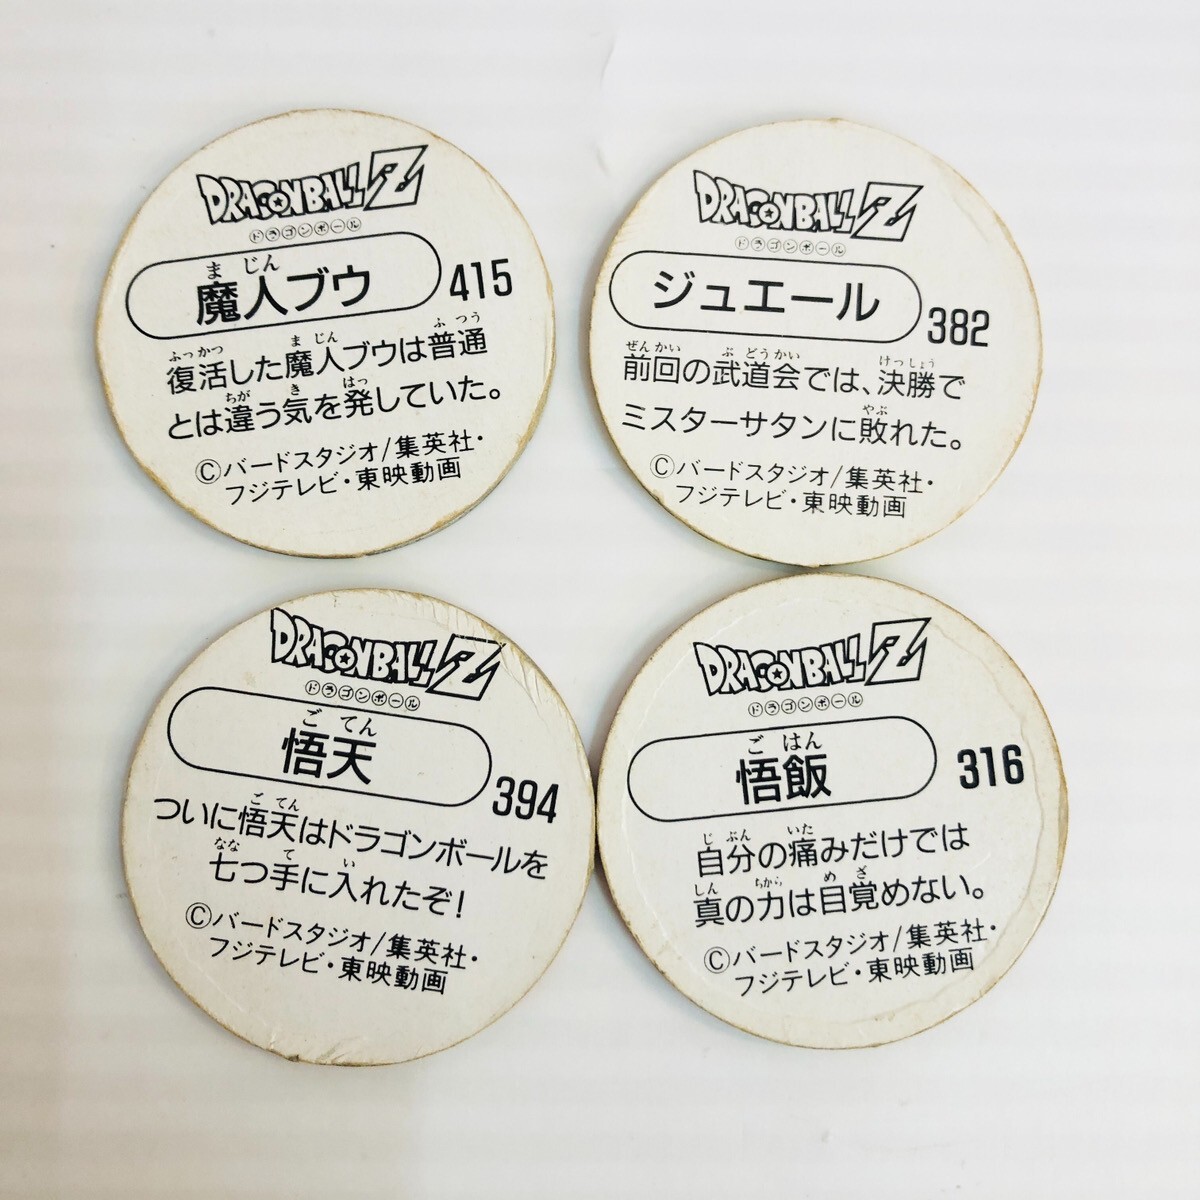 DRAGONBALL Z
ドラゴンボール
ま じん
魔人ブウ
415
ふっかつ ま じん ふ つう
復活した魔人ブウは普通
ちが き はっ
とは違う気を発していた。
©バードスタジオ/集英社・
フジテレビ・東映動画
DRAGONBALL Z
ドラゴンボール
ジュエール
382
ぜんかい ぶ どうかい けっしょう
前回の武道会では、決勝で
やぶ
ミスターサタンに敗れた。
©バードスタジオ/集英社・
フジテレビ・東映動画
DRAGONBALL Z
ドラゴンボール
ご てん
悟天
394
ご てん
ついに悟天はドラゴンボールを
なな て い
七つ手に入れたぞ!
©バードスタジオ/集英社・
フジテレビ・東映動画
DRAGONBALL Z
ドラゴンボール
ご はん
悟飯
316
じ ぶん いた
自分の痛みだけでは
しん ちから め ざ
真の力は目覚めない。
©バードスタジオ/集英社・
フジテレビ・東映動画